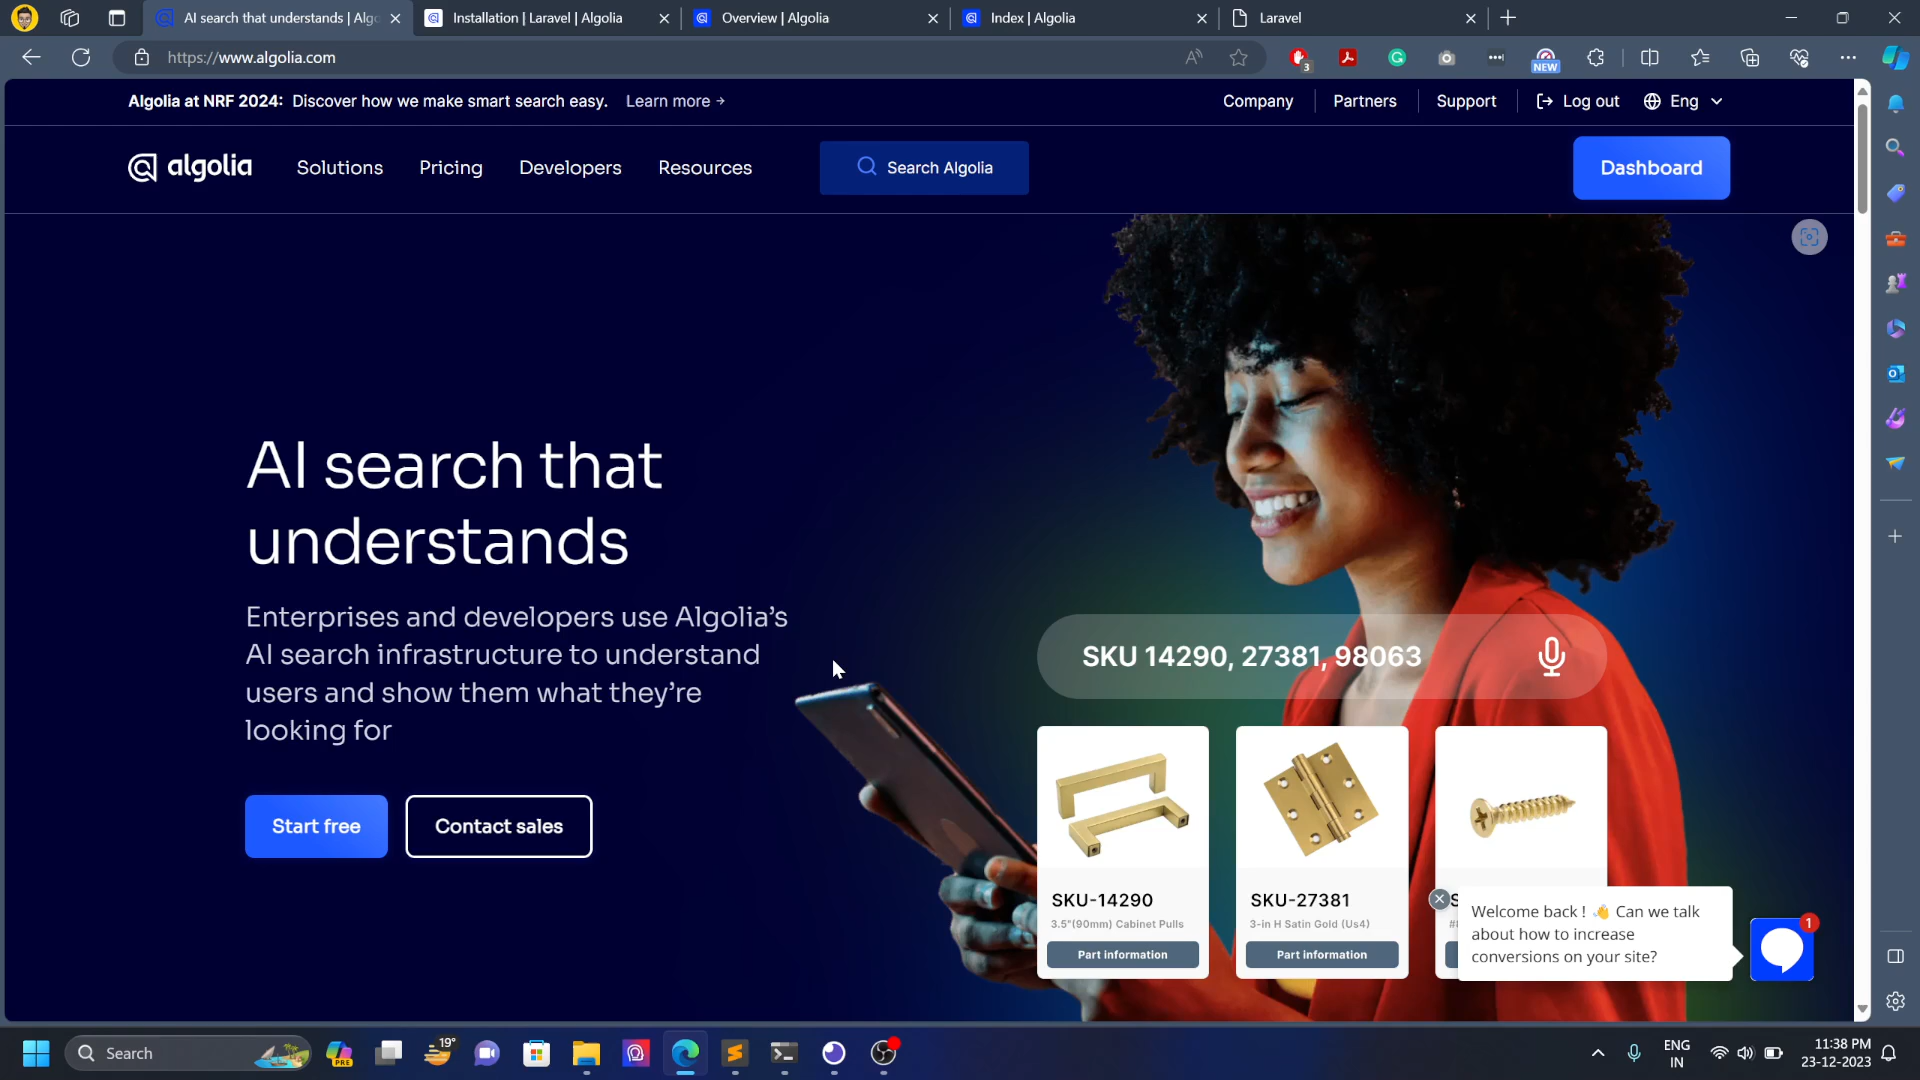 AI search that understands | Algo
Installation | Laravel | Algolia
Overview | Algolia
Index | Algolia
Laravel
https://www.algolia.com
3
NEW
Algolia at NRF 2024: Discover how we make smart search easy. Learn more →
Company
Partners
Support
Log out
Eng
algolia
Solutions
Pricing
Developers
Resources
Search Algolia
Dashboard
AI search that
understands
Enterprises and developers use Algolia's
AI search infrastructure to understand
users and show them what they're
looking for
Start free
Contact sales
SKU 14290, 27381, 98063
SKU-14290
3.5"(90mm) Cabinet Pulls
Part information
SKU-27381
3-in H Satin Gold (Us4)
Part information
Welcome back ! 👋 Can we talk
about how to increase
conversions on your site?
1
Search
PRE
19°
ENG
IN
11:38 PM
23-12-2023